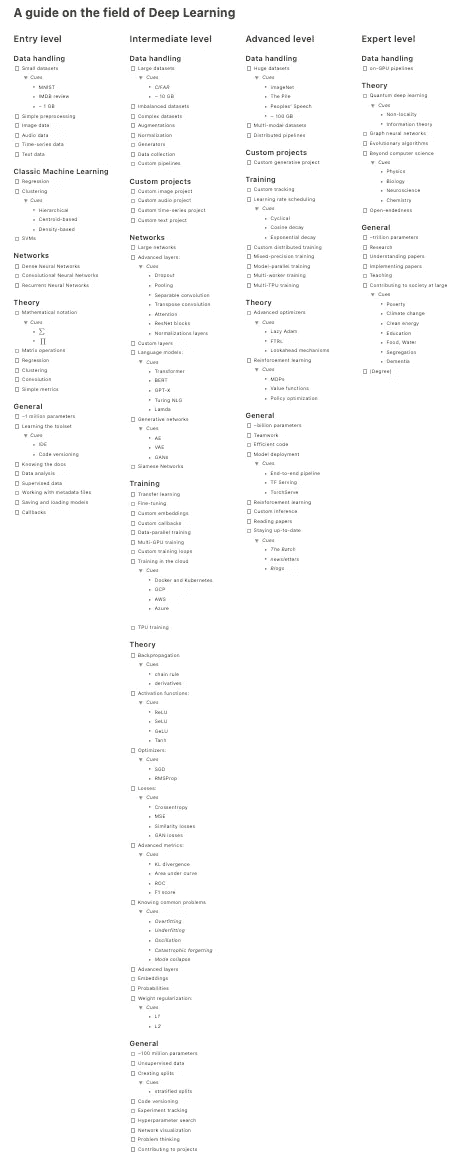 A guide on the field of Deep Learning
Entry level
Data handling
Small datasets
Cues
MNIST
IMDB review
~ 1 GB
Simple preprocessing
Image data
Audio data
Time-series data
Text data
Classic Machine Learning
Regression
Clustering
Cues
Hierarchical
Centroid-based
Density-based
SVMs
Networks
Dense Neural Networks
Convolutional Neural Networks
Recurrent Neural Networks
Theory
Mathematical notation
Cues
∑
∏
Matrix operations
Regression
Clustering
Convolution
Simple metrics
General
~1 million parameters
Learning the toolset
Cues
IDE
Code versioning
Knowing the docs
Data analysis
Supervised data
Working with metadata files
Saving and loading models
Callbacks
Intermediate level
Data handling
Large datasets
Cues
CIFAR
~ 10 GB
Imbalanced datasets
Complex datasets
Augmentations
Normalization
Generators
Data collection
Custom pipelines
Custom projects
Custom image project
Custom audio project
Custom time-series project
Custom text project
Networks
Large networks
Advanced layers:
Cues
Dropout
Pooling
Separable convolution
Transpose convolution
Attention
ResNet blocks
Normalizations layers
Custom layers
Language models:
Cues
Transformer
BERT
GPT-X
Turing NLG
Lamda
Generative networks
Cues
AE
VAE
GANs
Siamese Networks
Training
Transfer learning
Fine-tuning
Custom embeddings
Custom callbacks
Data-parallel training
Multi-GPU training
Custom training loops
Training in the cloud
Cues
Docker and Kubernetes
GCP
AWS
Azure
TPU training
Theory
Backpropagation
Cues
chain rule
derivatives
Activation functions:
Cues
ReLU
SeLU
GeLU
Tanh
Optimizers:
Cues
SGD
RMSProp
Losses:
Cues
Crossentropy
MSE
Similarity losses
GAN losses
Advanced metrics:
Cues
KL divergence
Area under curve
ROC
F1 score
Knowing common problems
Cues
Overfitting
Underfitting
Oscillation
Catastrophic forgetting
Mode collapse
Advanced layers
Embeddings
Probabilities
Weight regularization:
Cues
L1
L2
General
~100 million parameters
Unsupervised data
Creating splits
Cues
stratified splits
Code versioning
Experiment tracking
Hyperparameter search
Network visualization
Problem thinking
Contributing to projects
Advanced level
Data handling
Huge datasets
Cues
ImageNet
The Pile
Peoples' Speech
~ 100 GB
Multi-modal datasets
Distributed pipelines
Custom projects
Custom generative project
Training
Custom tracking
Learning rate scheduling
Cues
Cyclical
Cosine decay
Exponential decay
Custom distributed training
Mixed-precision training
Model-parallel training
Multi-worker training
Multi-TPU training
Theory
Advanced optimizers
Cues
Lazy Adam
FTRL
Lookahead mechanisms
Reinforcement learning
Cues
MDPs
Value functions
Policy optimization
General
~billion parameters
Teamwork
Efficient code
Model deployment
Cues
End-to-end pipeline
TF Serving
TorchServe
Reinforcement learning
Custom inference
Reading papers
Staying up-to-date
Cues
The Batch
newsletters
Blogs
Expert level
Data handling
on-GPU pipelines
Theory
Quantum deep learning
Cues
Non-locality
Information theory
Graph neural networks
Evolutionary algorithms
Beyond computer science
Cues
Physics
Biology
Neuroscience
Chemistry
Open-endedness
General
~trillion parameters
Research
Understanding papers
Implementing papers
Teaching
Contributing to society at large
Cues
Poverty
Climate change
Clean energy
Education
Food, Water
Segregation
Dementia
(Degree)